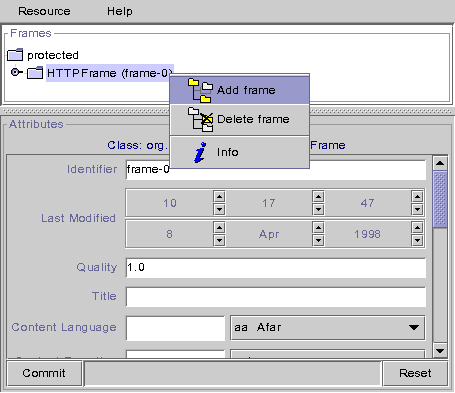 Resource Help
Frames
protected
HTTPFrame (frame-0)
Add frame
Delete frame
Info
Attributes
Class: org. Frame
Identifier frame-0
Last Modified 10 17 47
8 Apr 1998
Quality 1.0
Title
Content Language aa Afar
Commit Reset